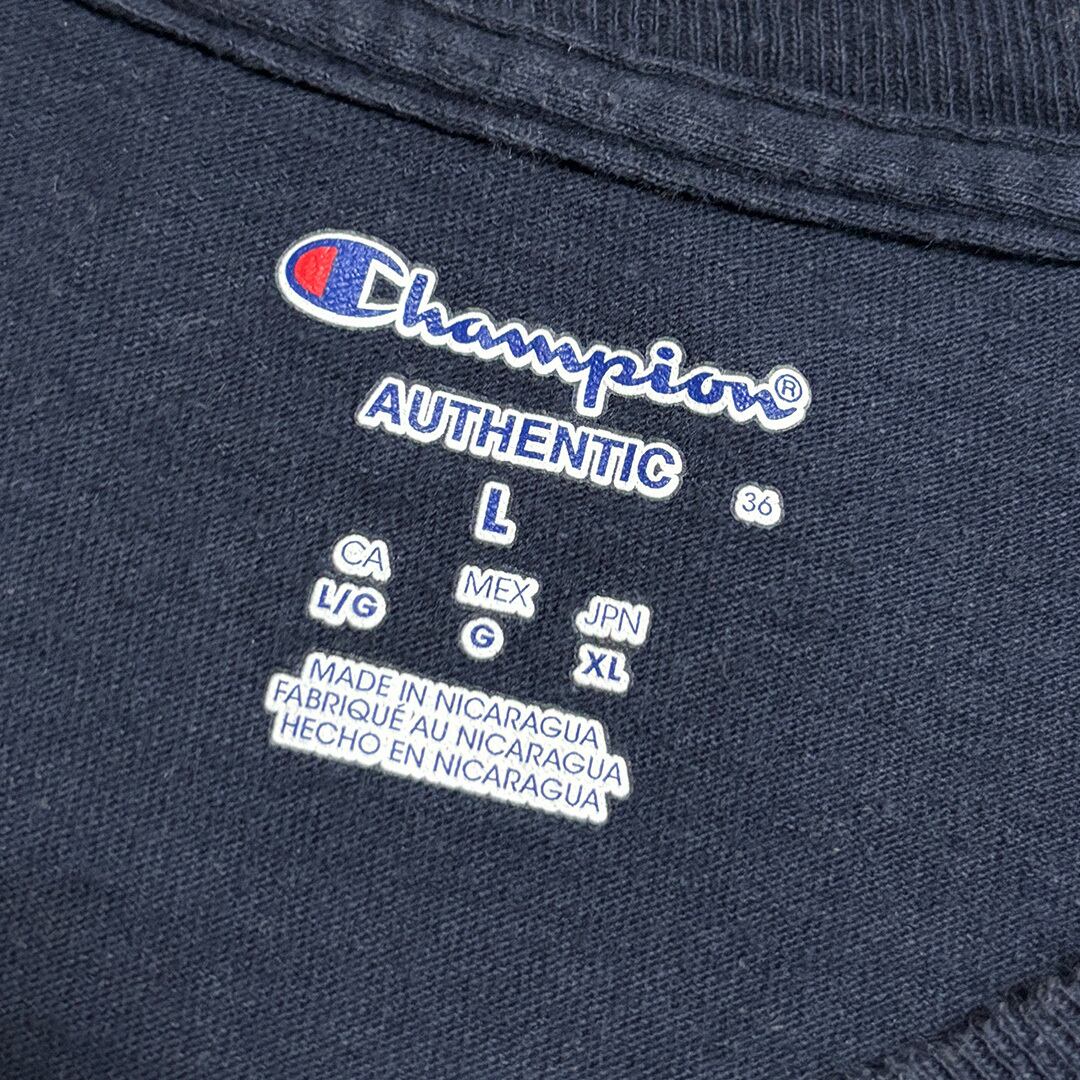 Champion®
AUTHENTIC
L
36
CA MEX JPN
L/G G XL
MADE IN NICARAGUA
FABRIQUÉ AU NICARAGUA
HECHO EN NICARAGUA